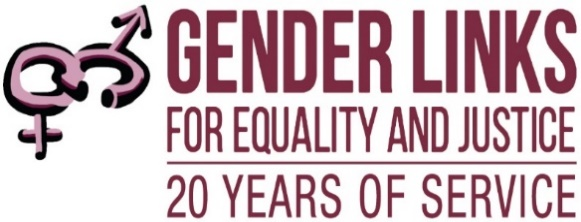 GENDER LINKS
FOR EQUALITY AND JUSTICE
20 YEARS OF SERVICE